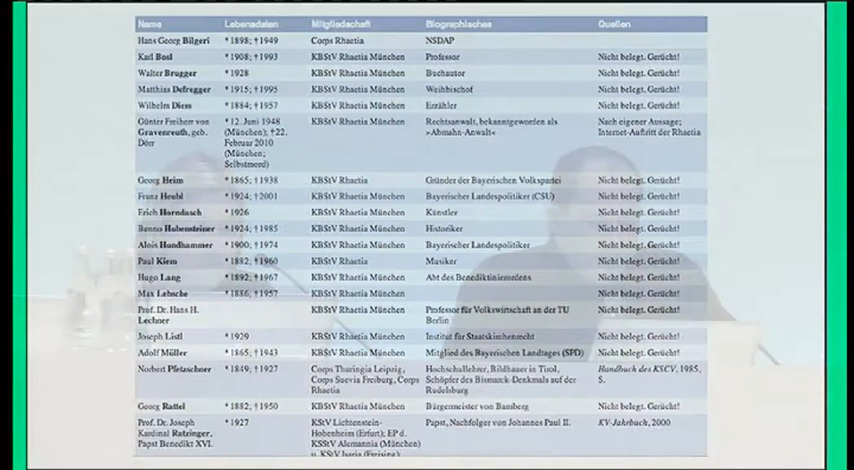 Name Lebensdaten Mitgliedschaft Biographisches Quellen
Hans Georg Bilgeri * 1898; † 1949 Corps Rhaetia NSDAP
Karl Bosl * 1908; † 1993 KBStV Rhaetia München Professor Nicht belegt. Gerücht!
Walter Brugger * 1928 KBStV Rhaetia München Buchautor Nicht belegt. Gerücht!
Matthias Defregger * 1915; † 1995 KBStV Rhaetia München Weihbischof Nicht belegt. Gerücht!
Wilhelm Diess * 1884; † 1957 KBStV Rhaetia München Erzähler Nicht belegt. Gerücht!
Günter Freiherr von * 12. Juni 1948 KBStV Rhaetia München Rechtsanwalt, bekanntgeworden als Nach eigener Aussage;
Gravenreuth, geb. (München); †22. »Abmahn-Anwalt« Internet-Auftritt der Rhaetia
Dörr Februar 2010
(München;
Selbstmord)
Georg Heim * 1865; † 1938 KBStV Rhaetia Gründer der Bayerischen Volkspartei Nicht belegt. Gerücht!
Franz Heubl * 1924; †2001 KBStV Rhaetia München Bayerischer Landespolitiker (CSU) Nicht belegt. Gerücht!
Erich Horndasch * 1926 KBStV Rhaetia München Künstler Nicht belegt. Gerücht!
Benno Hubensteiner * 1924; † 1985 KBStV Rhaetia München Historiker Nicht belegt. Gerücht!
Alois Hundhammer * 1900; † 1974 KBStV Rhaetia München Bayerischer Landespolitiker Nicht belegt. Gerücht!
Paul Kiem * 1882; † 1960 KBStV Rhaetia Musiker Nicht belegt. Gerücht!
Hugo Lang * 1892; † 1967 KBStV Rhaetia München Abt des Benediktinerordens Nicht belegt. Gerücht!
Max Lebsche * 1886; † 1957 KBStV Rhaetia München Nicht belegt. Gerücht!
Prof. Dr. Hans H. KBStV Rhaetia München Professor für Volkswirtschaft an der TU Nicht belegt. Gerücht!
Lechner Berlin
Joseph Listl * 1929 KBStV Rhaetia München Institut für Staatskirchenrecht Nicht belegt. Gerücht!
Adolf Müller * 1865; † 1943 KBStV Rhaetia München Mitglied des Bayerischen Landtages (SPD) Nicht belegt. Gerücht!
Norbert Pfretzschner * 1849; † 1927 Corps Thuringia Leipzig, Hochschullehrer, Bildhauer in Tirol, Handbuch des KSCV, 1985,
Corps Suevia Freiburg, Corps Schöpfer des Bismarck-Denkmals auf der S.
Rhaetia Rudelsburg
Georg Rattel * 1882; † 1950 KBStV Rhaetia München Bürgermeister von Bamberg Nicht belegt. Gerücht!
Prof. Dr. Joseph * 1927 KStV Lichtenstein- Papst, Nachfolger von Johannes Paul II. KV-Jahrbuch, 2000
Kardinal Ratzinger, Hohenheim (Erfurt); EP d.
Papst Benedikt XVI. KSStV Alemannia (München)
u. KStV Isaria (Freising);